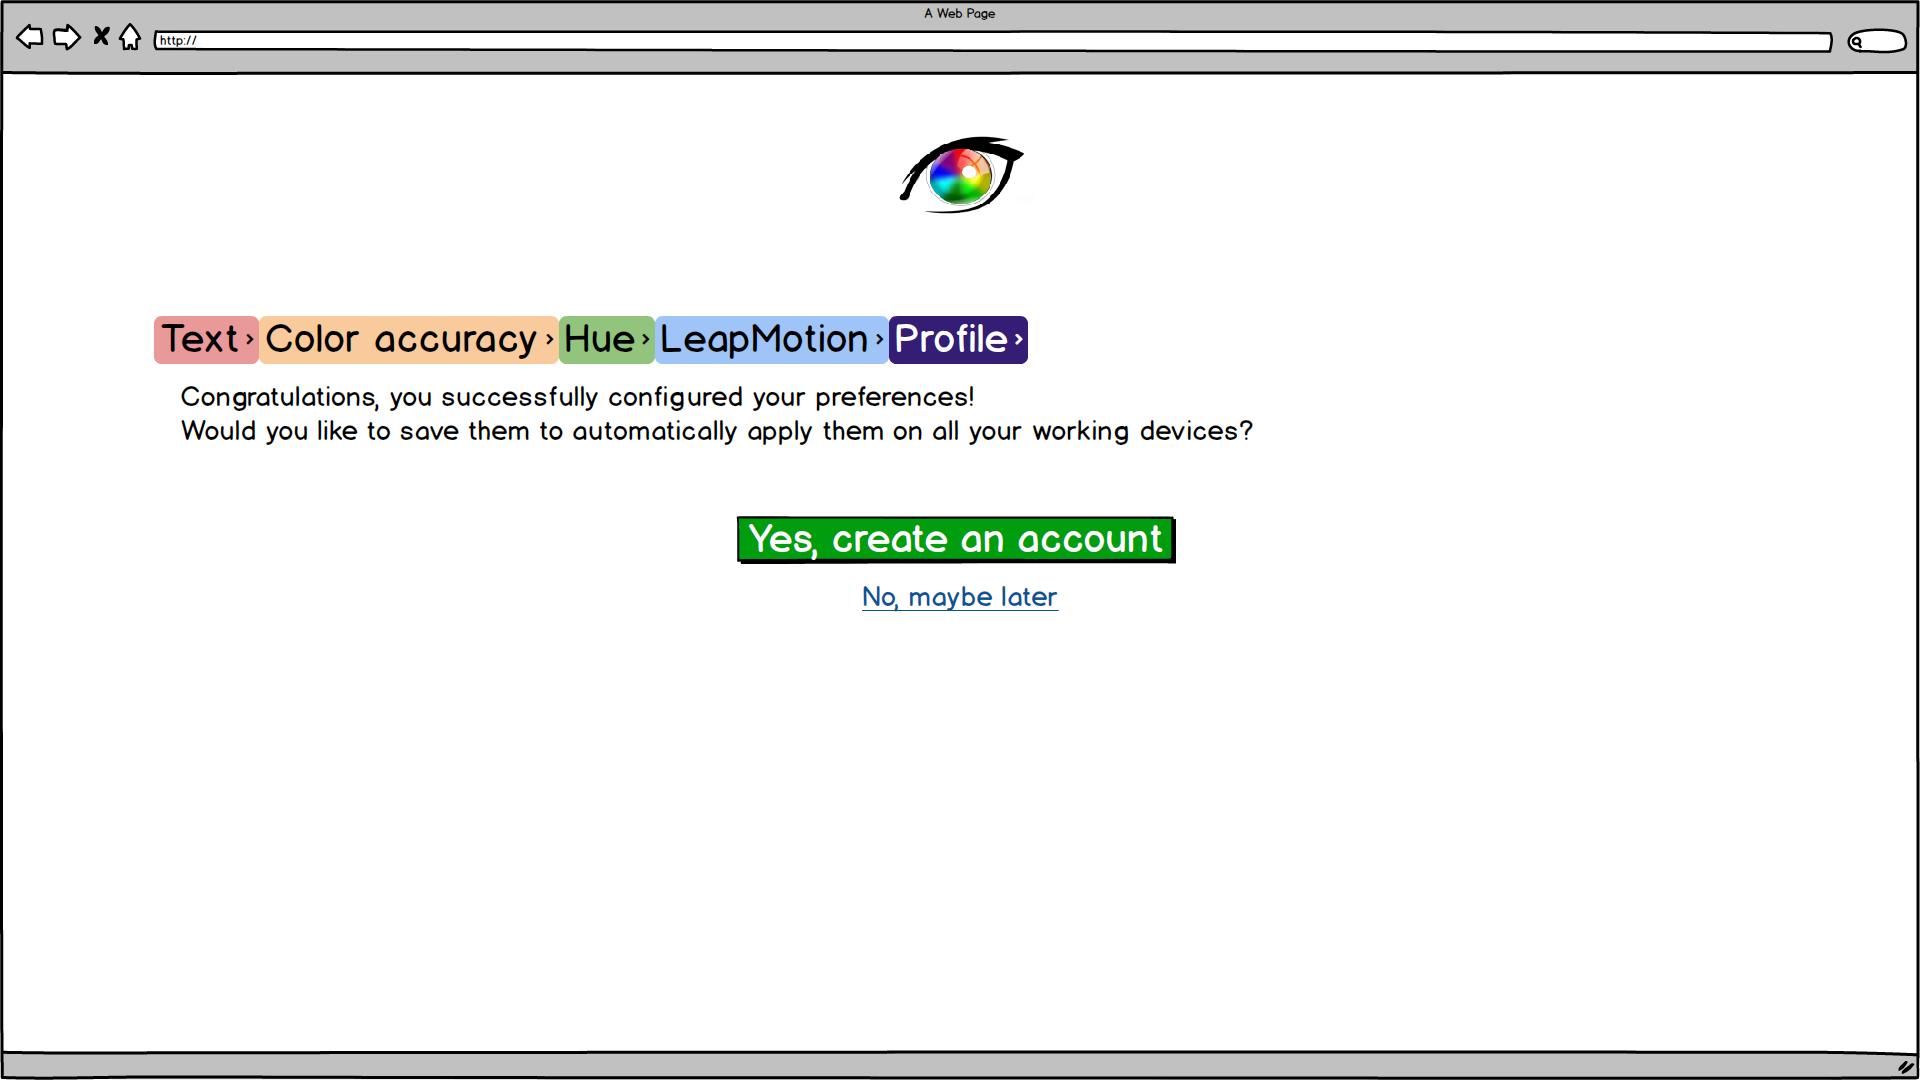 A Web Page
http://
Text › Color accuracy › Hue › LeapMotion › Profile ›
Congratulations, you successfully configured your preferences!
Would you like to save them to automatically apply them on all your working devices?
Yes, create an account
No, maybe later